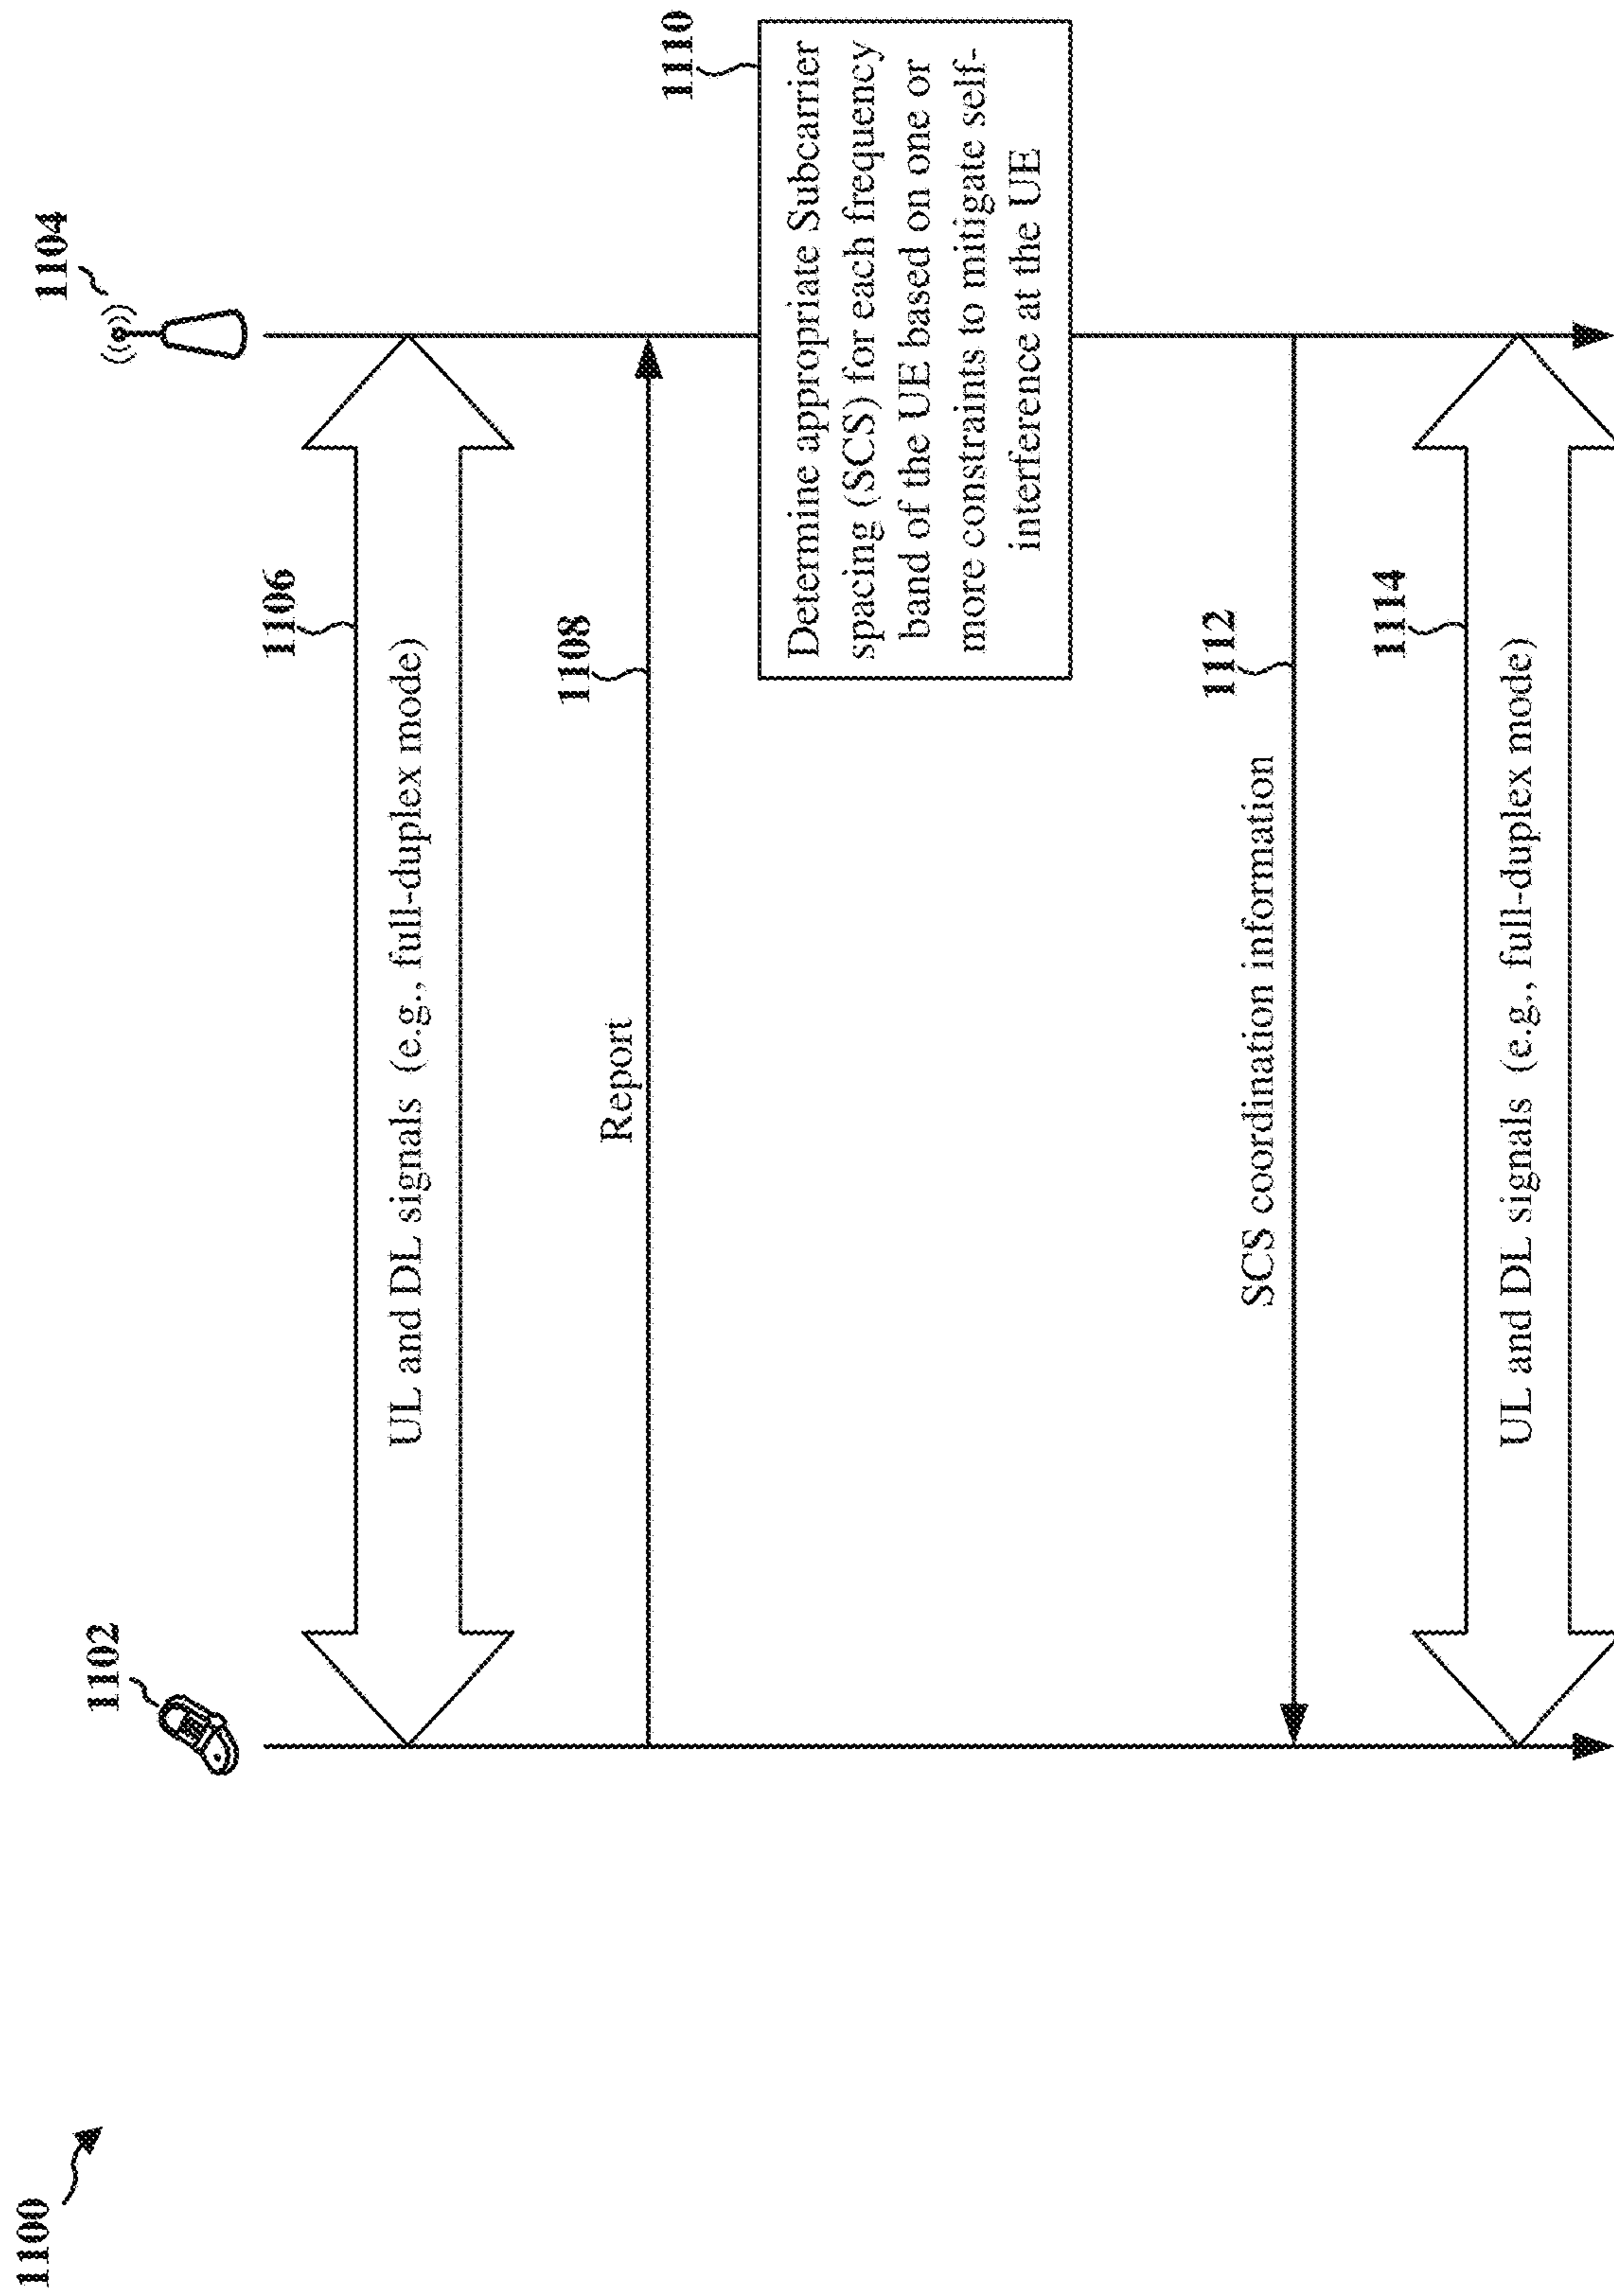 1100
1102
1104
1106
UL and DL signals (e.g., full-duplex mode)
1108
Report
1110
Determine appropriate Subcarrier
spacing (SCS) for each frequency
band of the UE based on one or
more constraints to mitigate self-
interference at the UE
1112
SCS coordination information
1114
UL and DL signals (e.g., full-duplex mode)